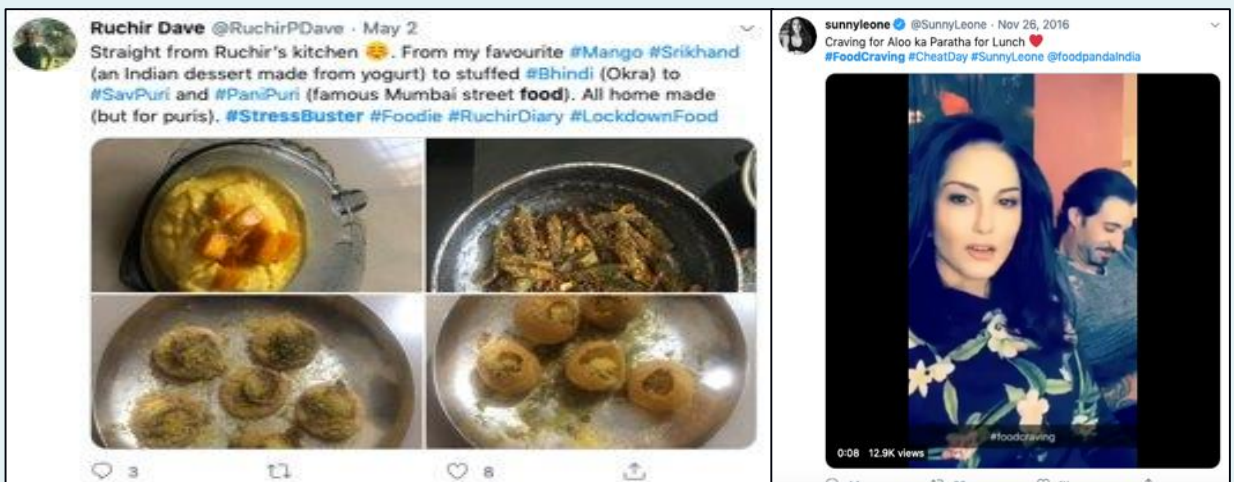 Ruchir Dave @RuchirPDave · May 2
Straight from Ruchir's kitchen 😊. From my favourite #Mango #Srikhand
(an Indian dessert made from yogurt) to stuffed #Bhindi (Okra) to
#SavPuri and #PaniPuri (famous Mumbai street food). All home made
(but for puris). #StressBuster #Foodie #RuchirDiary #LockdownFood
3 8
sunnyleone @SunnyLeone · Nov 26, 2016
Craving for Aloo ka Paratha for Lunch ❤️
#FoodCraving #CheatDay #SunnyLeone @foodpandaIndia
#foodcraving
0:08 12.9K views